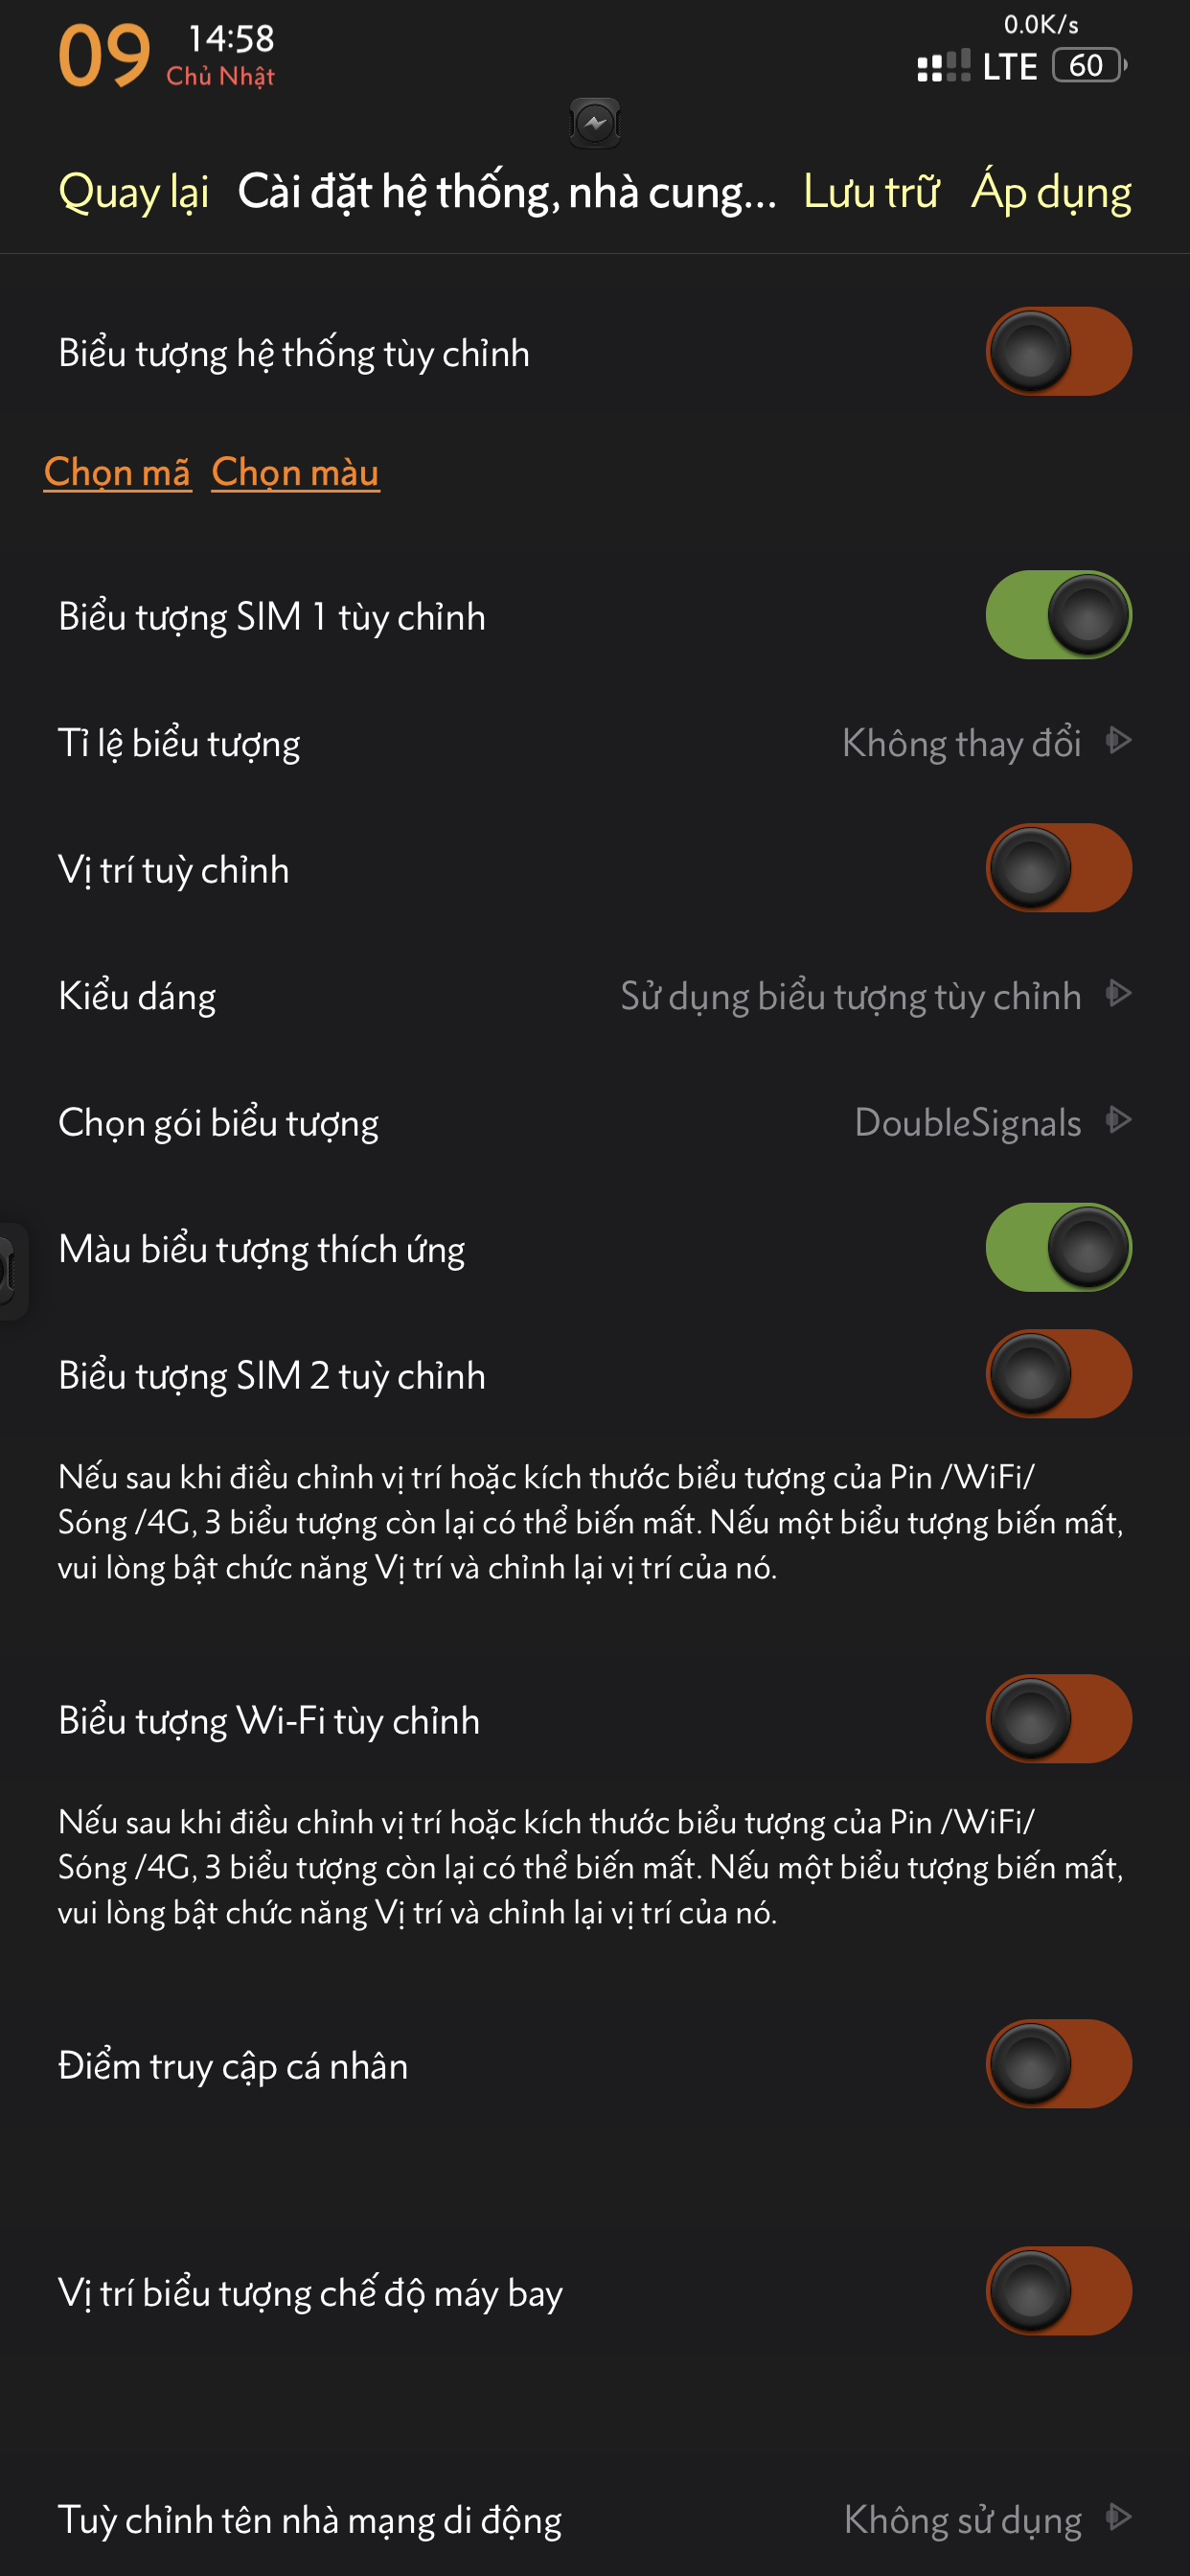 09
14:58
Chủ Nhật
0.0K/s
LTE 60
Quay lại Cài đặt hệ thống, nhà cung... Lưu trữ Áp dụng
Biểu tượng hệ thống tùy chỉnh
Chọn mã Chọn màu
Biểu tượng SIM 1 tùy chỉnh
Tỉ lệ biểu tượng Không thay đổi
Vị trí tuỳ chỉnh
Kiểu dáng Sử dụng biểu tượng tùy chỉnh
Chọn gói biểu tượng DoubleSignals
Màu biểu tượng thích ứng
Biểu tượng SIM 2 tuỳ chỉnh
Nếu sau khi điều chỉnh vị trí hoặc kích thước biểu tượng của Pin /WiFi/
Sóng /4G, 3 biểu tượng còn lại có thể biến mất. Nếu một biểu tượng biến mất,
vui lòng bật chức năng Vị trí và chỉnh lại vị trí của nó.
Biểu tượng Wi-Fi tùy chỉnh
Nếu sau khi điều chỉnh vị trí hoặc kích thước biểu tượng của Pin /WiFi/
Sóng /4G, 3 biểu tượng còn lại có thể biến mất. Nếu một biểu tượng biến mất,
vui lòng bật chức năng Vị trí và chỉnh lại vị trí của nó.
Điểm truy cập cá nhân
Vị trí biểu tượng chế độ máy bay
Tuỳ chỉnh tên nhà mạng di động Không sử dụng